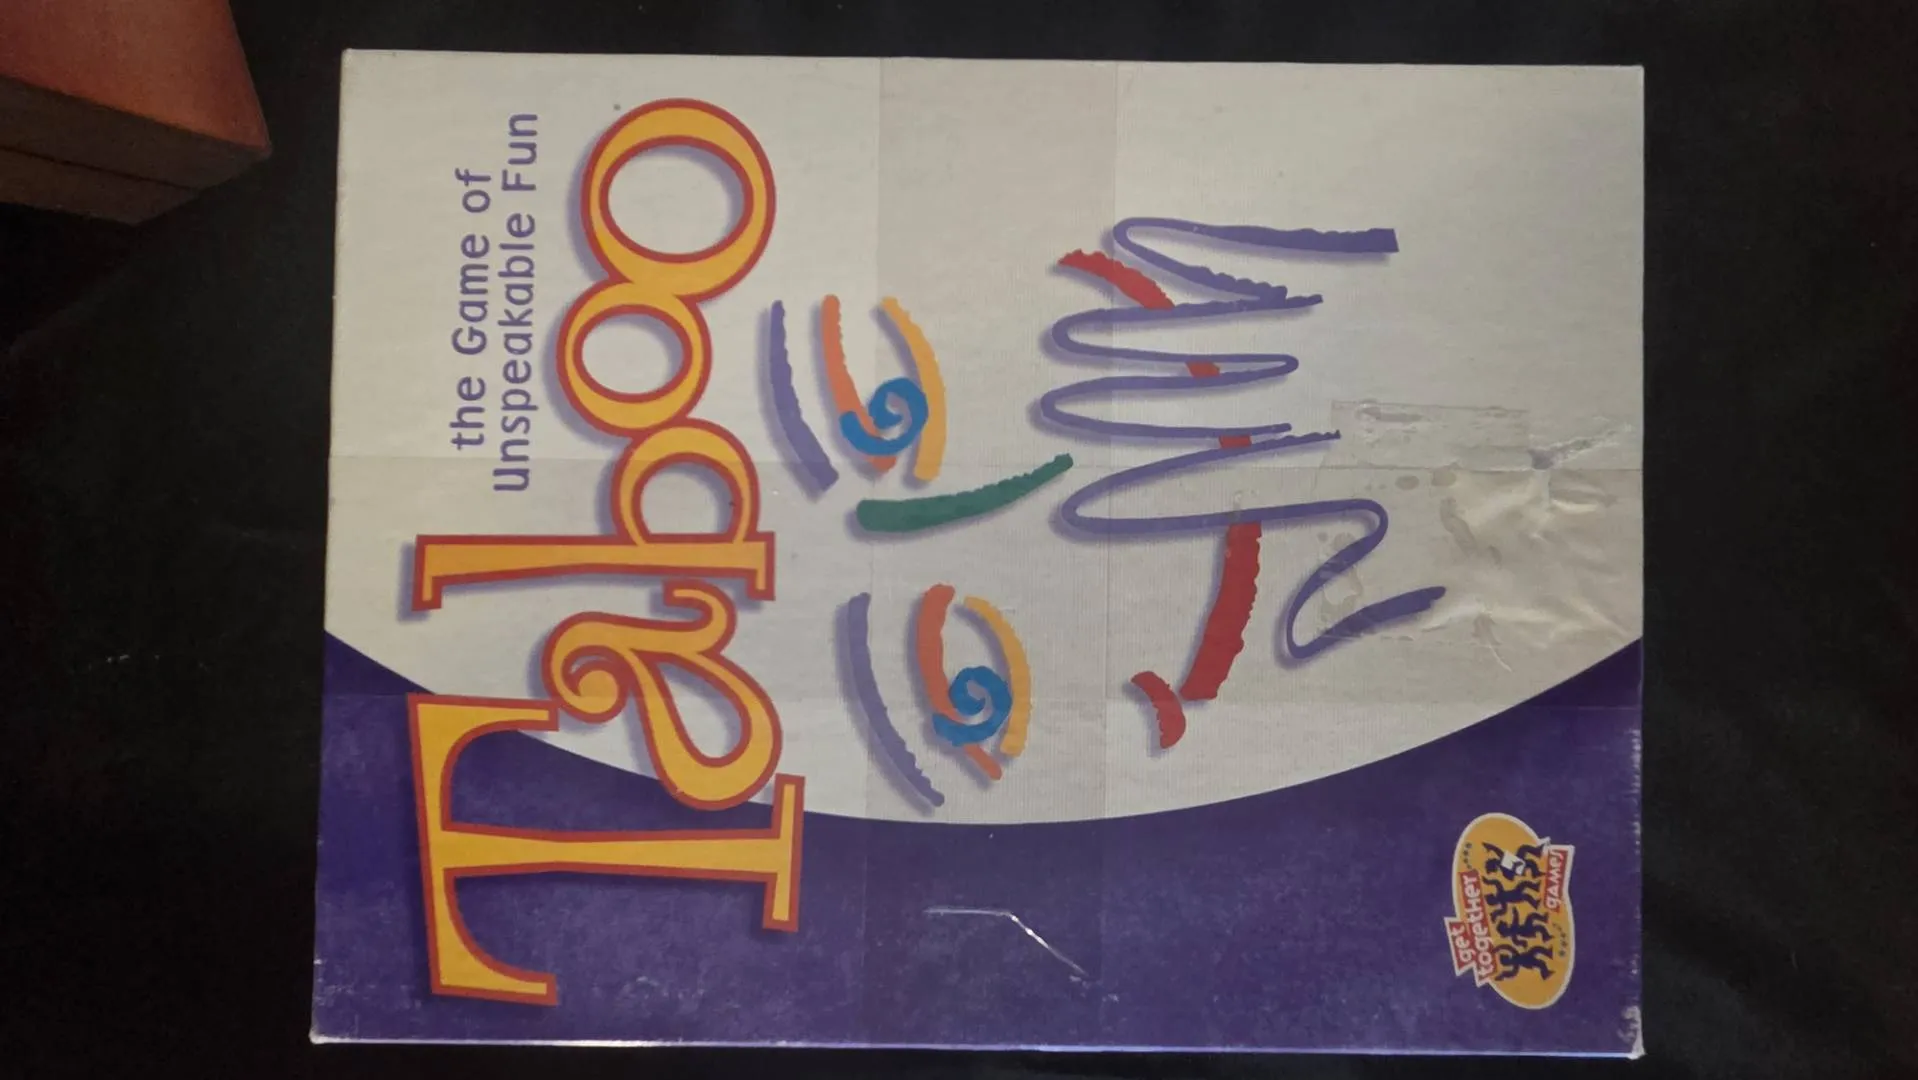 the Game of
Unspeakable Fun
Taboo
get
together
games